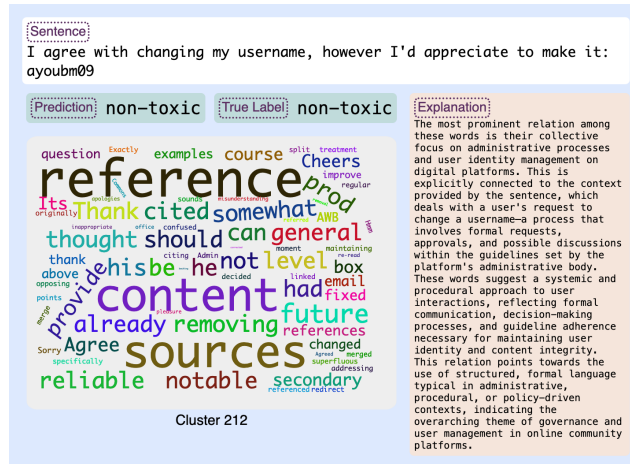 Sentence
I agree with changing my username, however I'd appreciate to make it:
ayoubm09
Prediction non-toxic
True Label non-toxic
question Exactly examples course split treatment
Cheers
improve
regular
reference
prod
Its
originally
apologies
Comment
Thank cited
sounds
misunderstanding
somewhat
AWB
referred
Hmm
inappropriate office confused
thought should can general
thank
above
citing Admin
his be he not level
moment
maintaining
re-read
box
opposing
points
merge
provide
decided
linked
email
content had fixed
pleasure
already removing future
references
Sorry
Agree
specifically
sources
changed
Agreed merged
superfluous
addressing
reliable notable secondary
referenced redirect
Cluster 212
Explanation
The most prominent relation among
these words is their collective
focus on administrative processes
and user identity management on
digital platforms. This is
explicitly connected to the context
provided by the sentence, which
deals with a user's request to
change a username—a process that
involves formal requests,
approvals, and possible discussions
within the guidelines set by the
platform's administrative body.
These words suggest a systemic and
procedural approach to user
interactions, reflecting formal
communication, decision-making
processes, and guideline adherence
necessary for maintaining user
identity and content integrity.
This relation points towards the
use of structured, formal language
typical in administrative,
procedural, or policy-driven
contexts, indicating the
overarching theme of governance and
user management in online community
platforms.